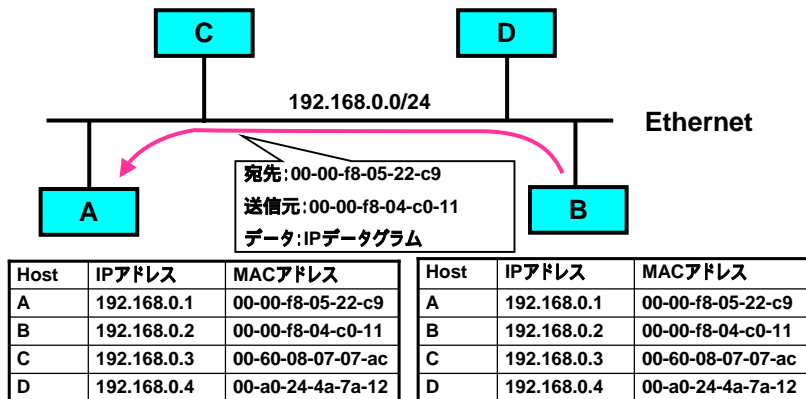 C
D
192.168.0.0/24
Ethernet
宛先:00-00-f8-05-22-c9
送信元:00-00-f8-04-c0-11
データ:IPデータグラム
A
B
Host IPアドレス MACアドレス
A 192.168.0.1 00-00-f8-05-22-c9
B 192.168.0.2 00-00-f8-04-c0-11
C 192.168.0.3 00-60-08-07-07-ac
D 192.168.0.4 00-a0-24-4a-7a-12
Host IPアドレス MACアドレス
A 192.168.0.1 00-00-f8-05-22-c9
B 192.168.0.2 00-00-f8-04-c0-11
C 192.168.0.3 00-60-08-07-07-ac
D 192.168.0.4 00-a0-24-4a-7a-12